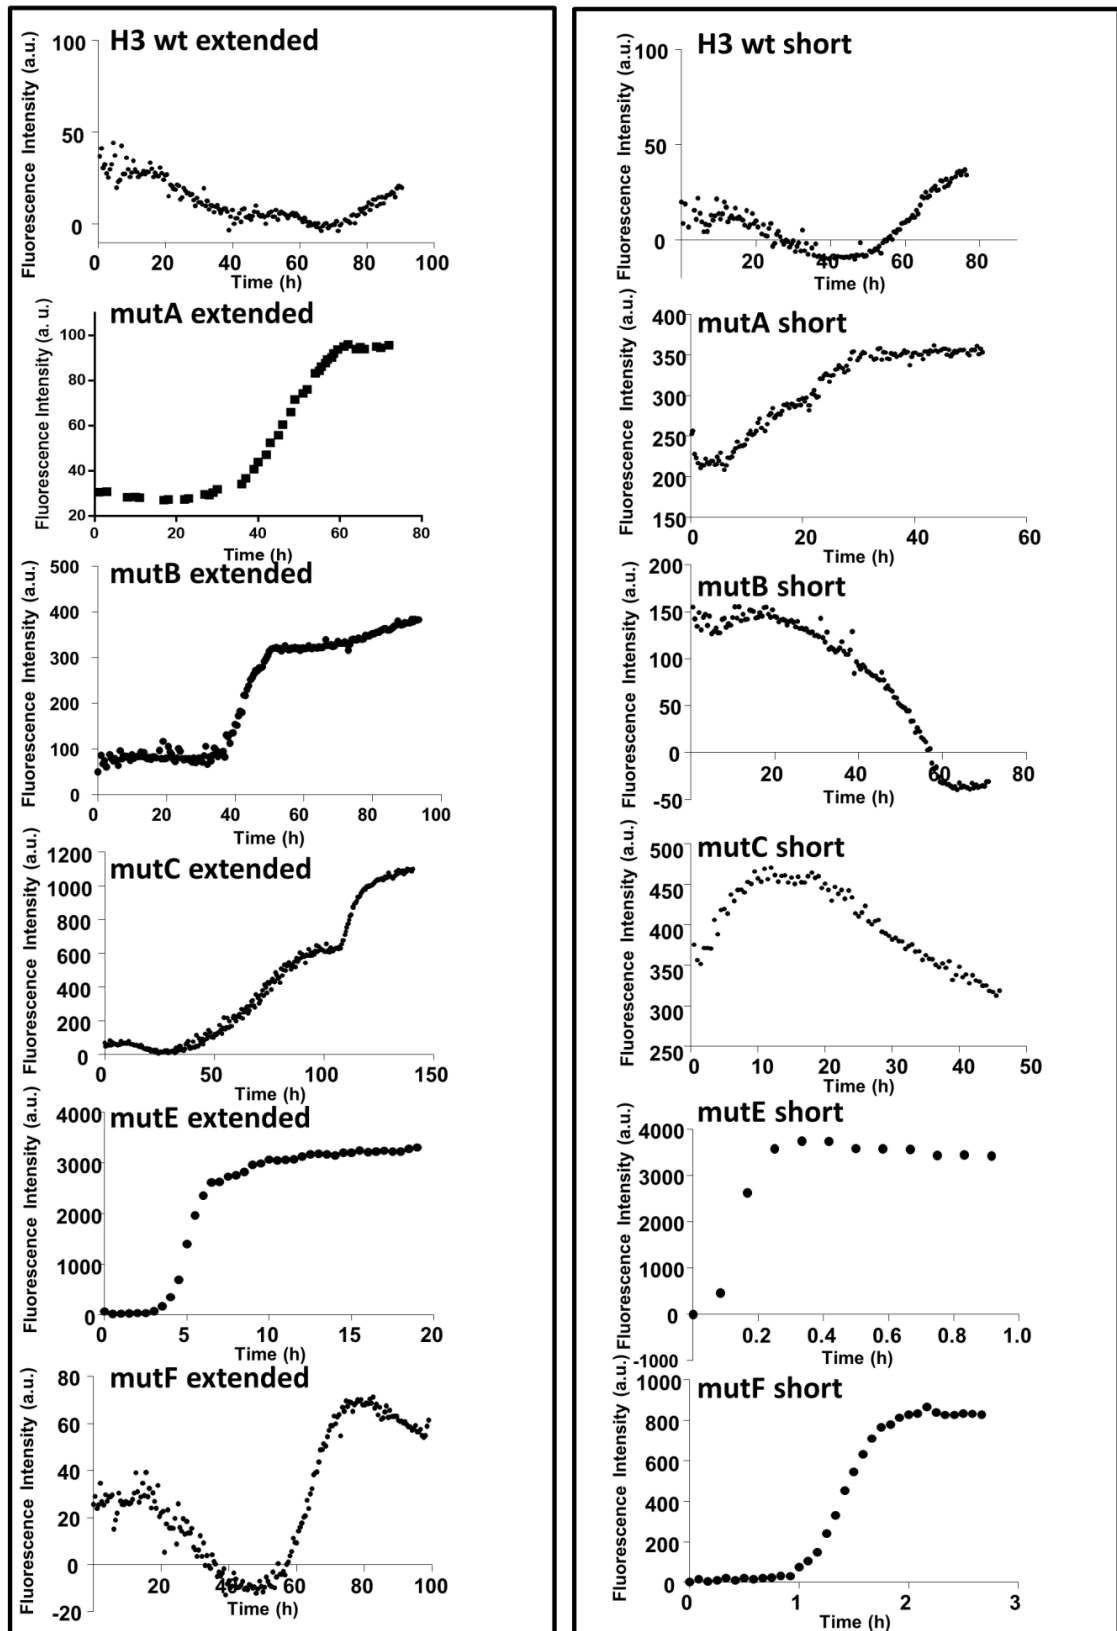 H3 wt extended
Fluorescence Intensity (a.u.)
100
50
0
0 20 40 60 80 100
Time (h)
mutA extended
Fluorescence Intensity (a. u.)
100
80
60
40
20
0 20 40 60 80
Time (h)
mutB extended
Fluorescence Intensity (a.u.)
500
400
300
200
100
0
0 20 40 60 80 100
Time (h)
mutC extended
Fluorescence Intensity (a.u.)
1200
1000
800
600
400
200
0
0 50 100 150
Time (h)
mutE extended
Fluorescence Intensity (a.u.)
4000
3000
2000
1000
0
0 5 10 15 20
Time (h)
mutF extended
Fluorescence Intensity (a.u.)
80
60
40
20
0
-20
20 40 60 80 100
Time (h)
H3 wt short
Fluorescence Intensity (a.u.)
100
50
0
20 40 60 80
Time (h)
mutA short
Fluorescence Intensity (a.u.)
400
350
300
250
200
150
0 20 40 60
Time (h)
mutB short
Fluorescence Intensity (a.u.)
200
150
100
50
0
-50
20 40 60 80
Time (h)
mutC short
Fluorescence Intensity (a.u.)
500
450
400
350
300
250
0 10 20 30 40 50
Time (h)
mutE short
Fluorescence Intensity (a.u.)
4000
3000
2000
1000
0
-1000
0.2 0.4 0.6 0.8 1.0
Time (h)
mutF short
Fluorescence Intensity (a.u.)
1000
800
600
400
200
0
0 1 2 3
Time (h)